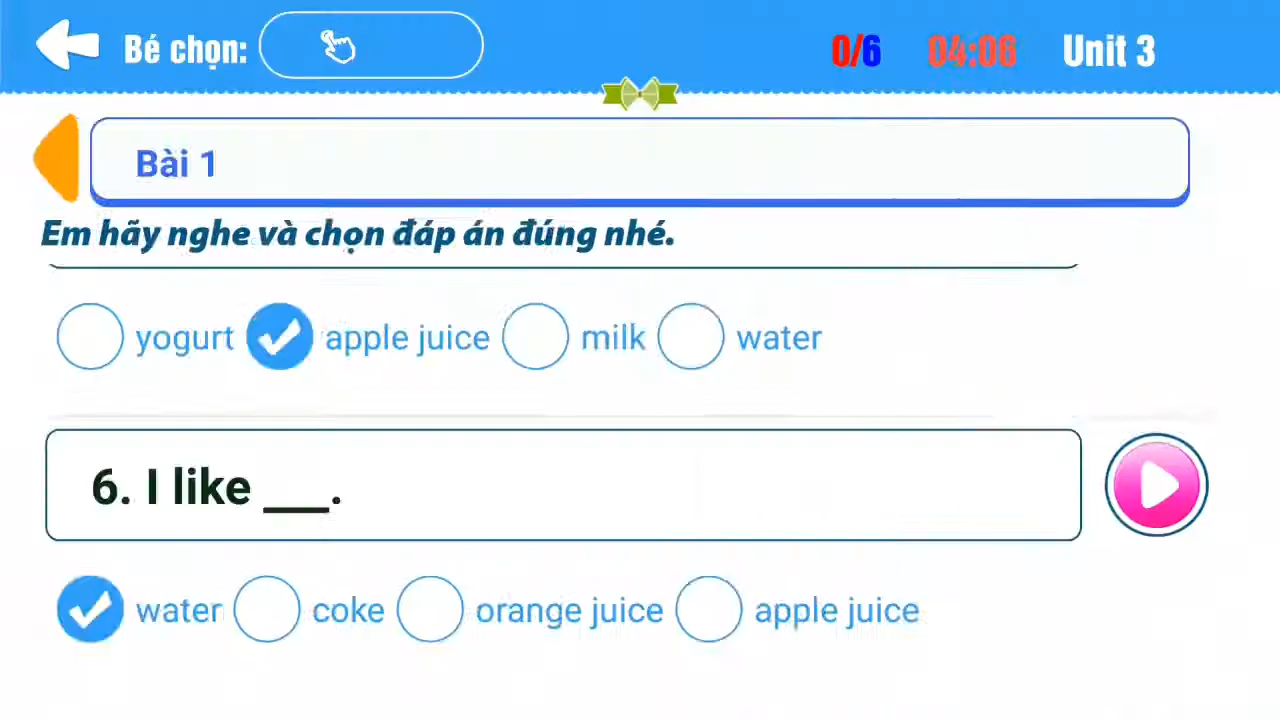 Bé chọn: 0/6 04:06 Unit 3
Bài 1
Em hãy nghe và chọn đáp án đúng nhé.
yogurt apple juice milk water
6. I like ___.
water coke orange juice apple juice